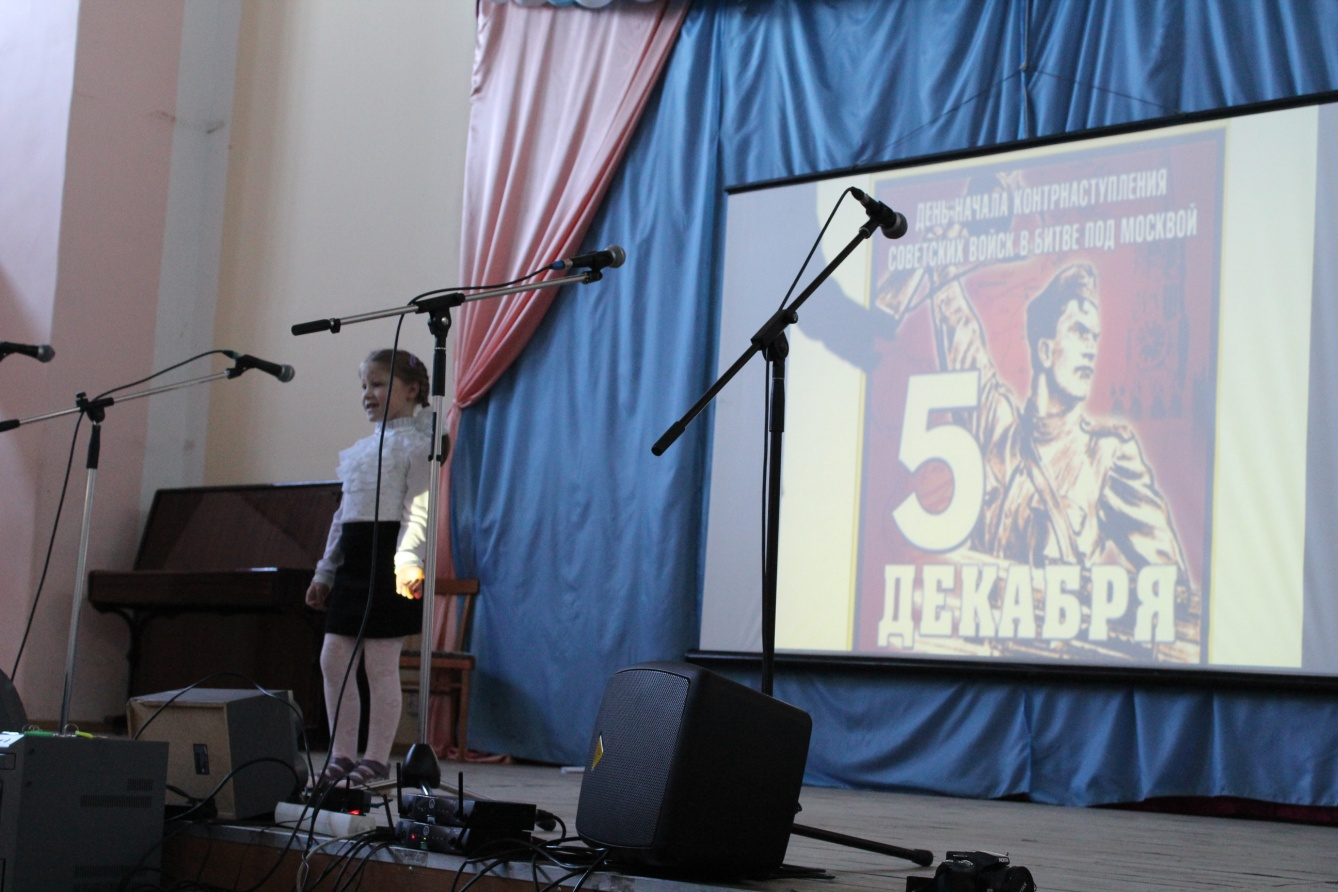 ДЕНЬ НАЧАЛА КОНТРНАСТУПЛЕНИЯ
СОВЕТСКИХ ВОЙСК В БИТВЕ ПОД МОСКВОЙ
5
ДЕКАБРЯ